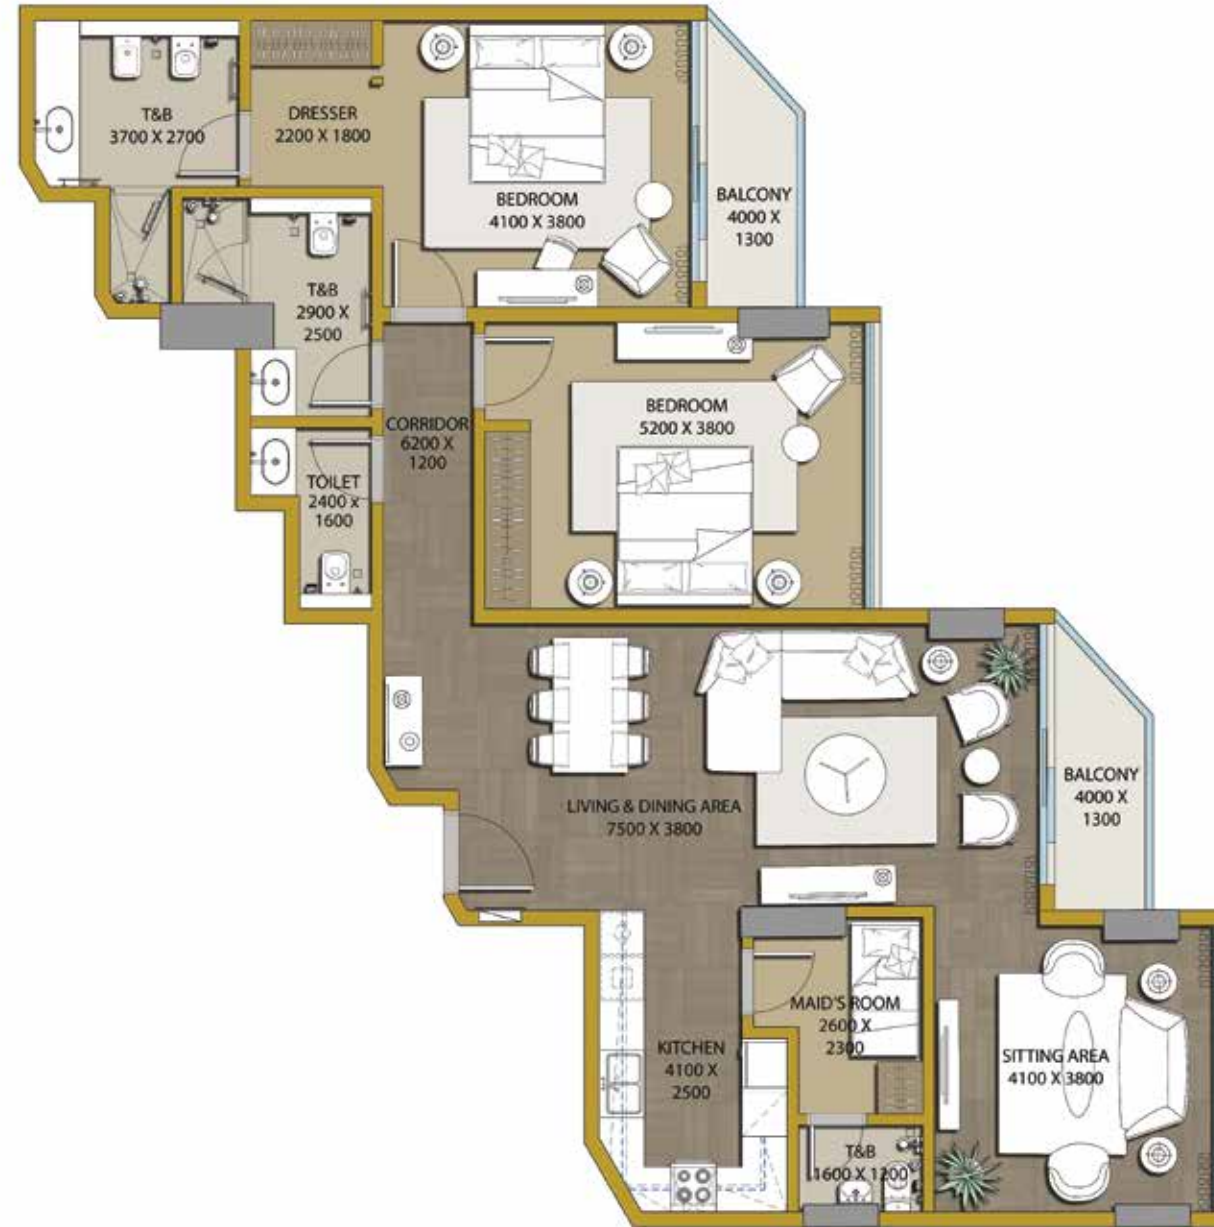 T&B
3700 X 2700
DRESSER
2200 X 1800
BEDROOM
4100 X 3800
BALCONY
4000 X
1300
T&B
2900 X
2500
CORRIDOR
6200 X
1200
BEDROOM
5200 X 3800
TOILET
2400 x
1600
LIVING & DINING AREA
7500 X 3800
BALCONY
4000 X
1300
MAID'S ROOM
2600 X
2300
KITCHEN
4100 X
2500
SITTING AREA
4100 X 3800
T&B
1600 X 1200